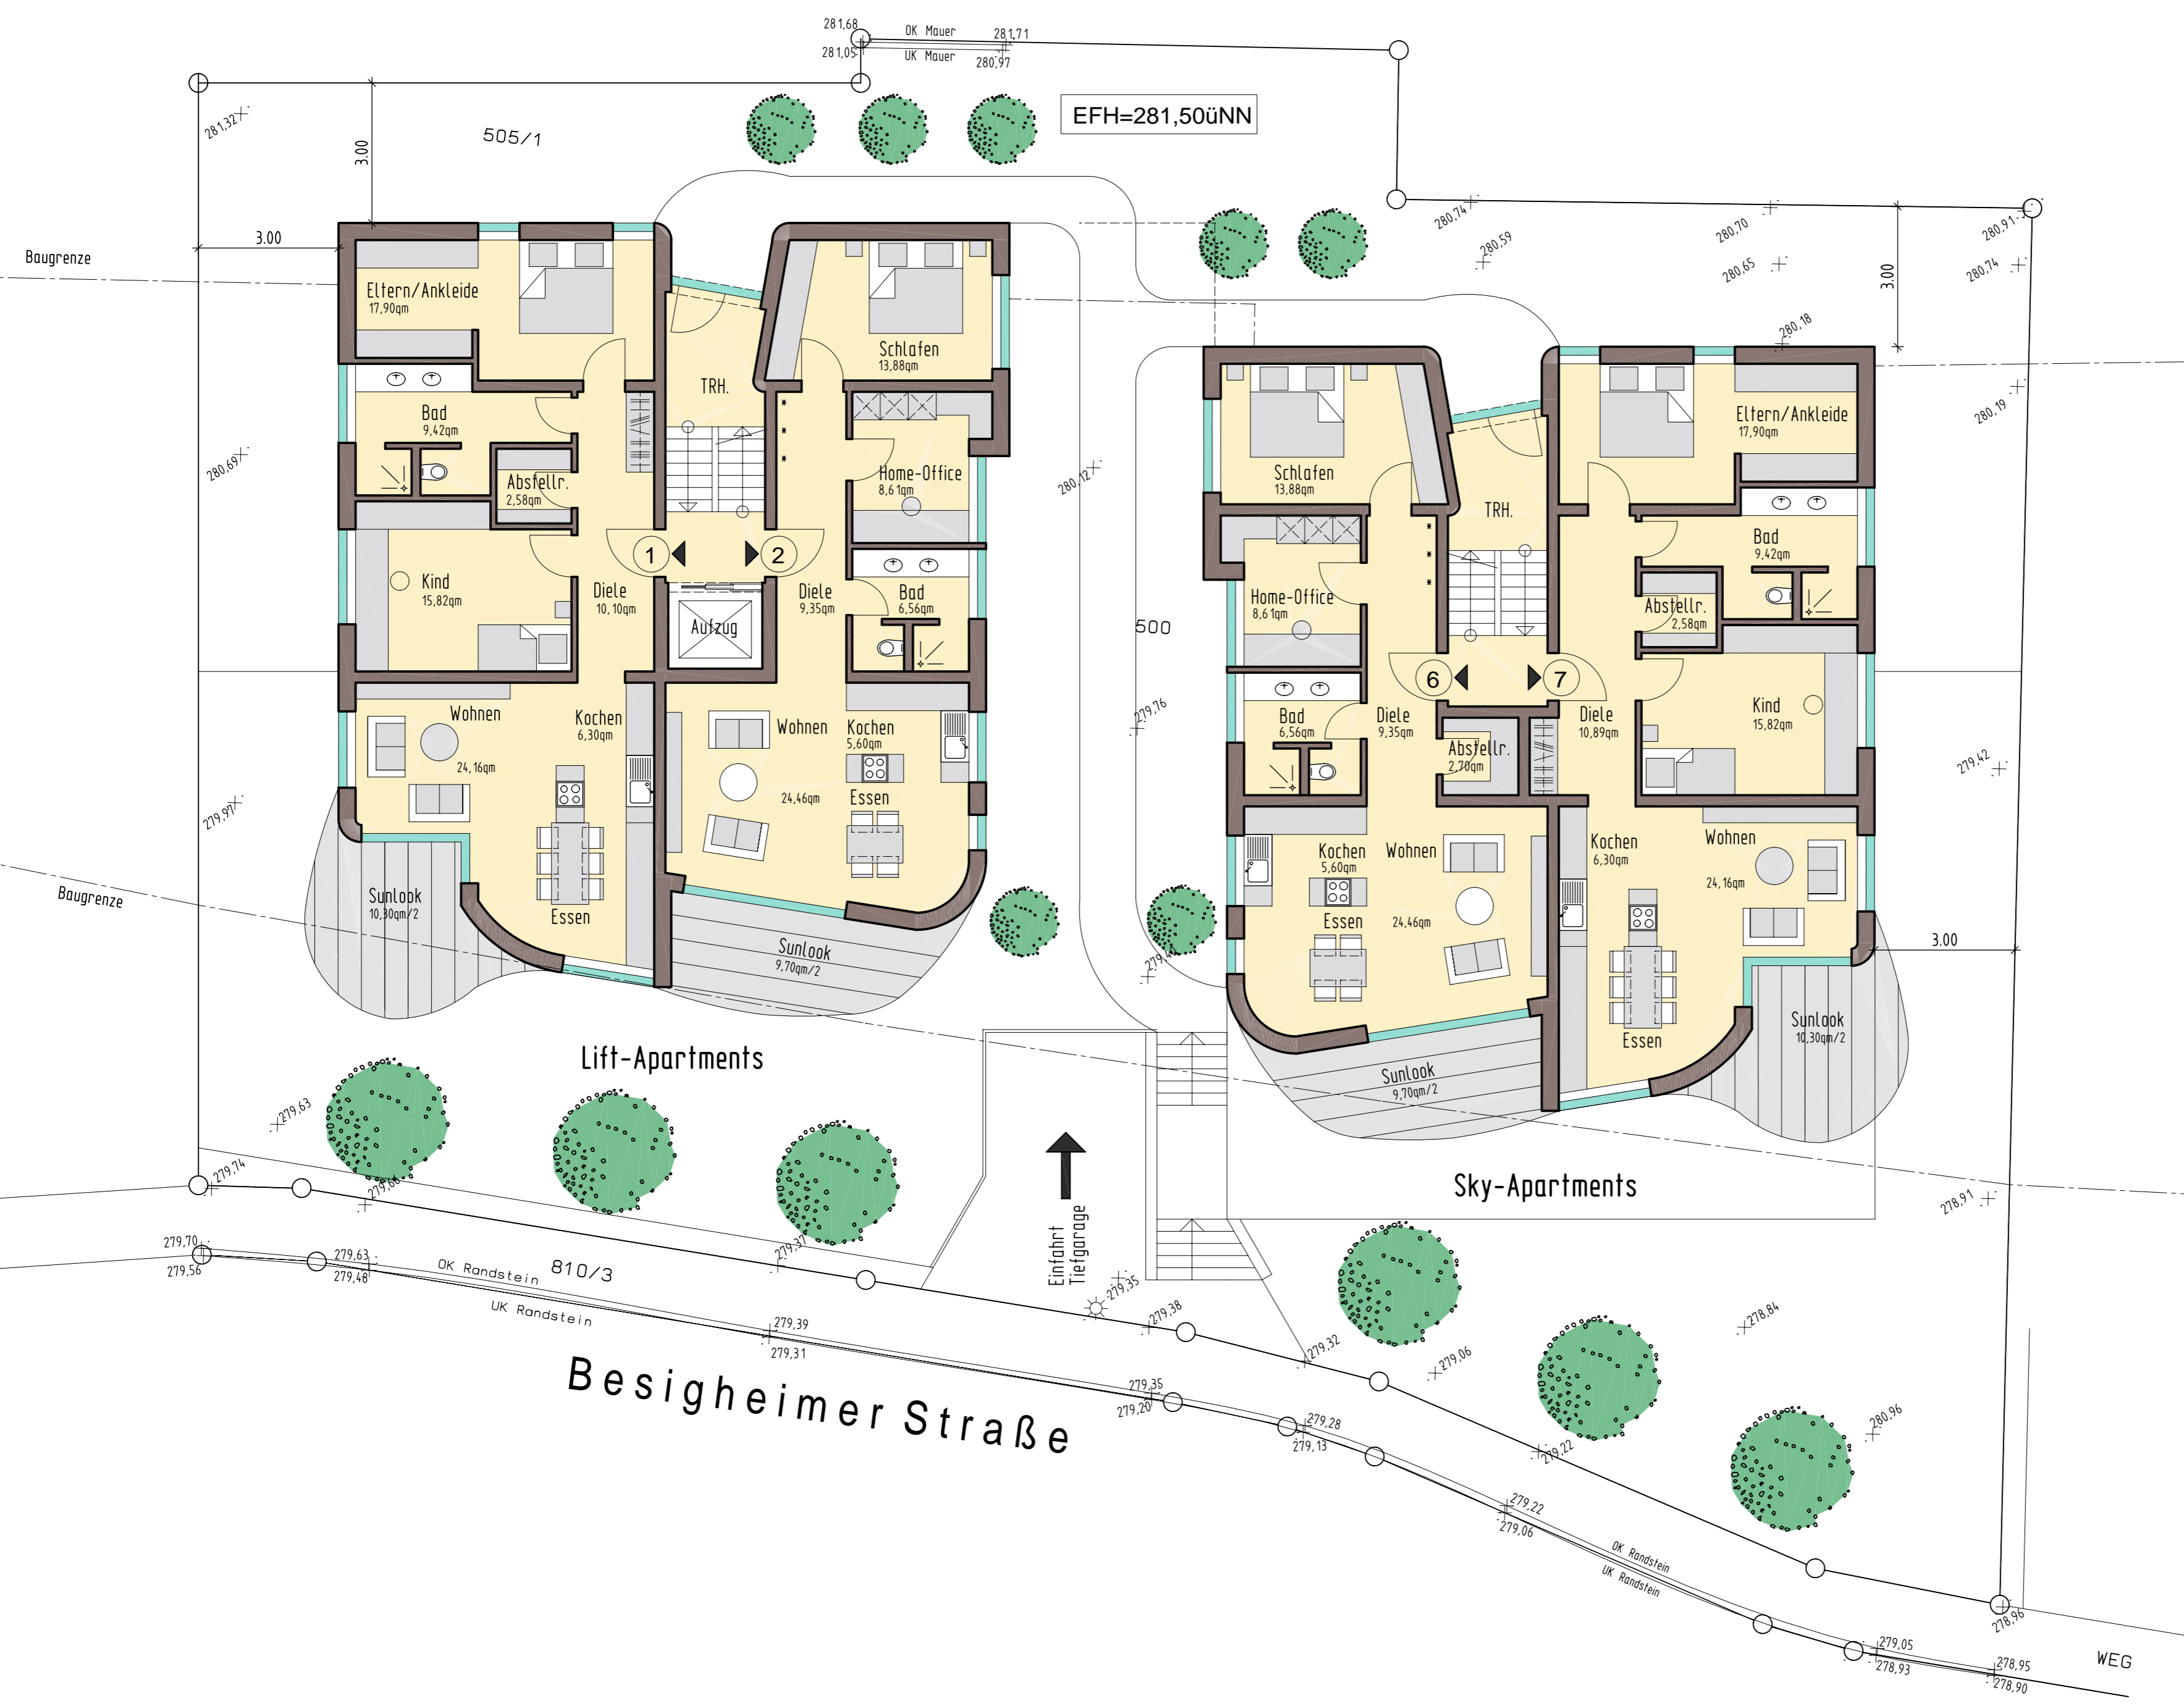 281,68
OK Mauer
281,71
281,05
UK Mauer
280,97
EFH=281,50üNN
281,32
505/1
3.00
3.00
Baugrenze
280,74
280,59
280,70
280,65
280,91
280,74
3.00
280,18
280,19
Eltern/Ankleide
17,90qm
Schlafen
13,88qm
TRH.
Bad
9,42qm
Abstellr.
2,58qm
Home-Office
8,61qm
280,69
280,12
1
2
Kind
15,82qm
Diele
10,10qm
Aufzug
Diele
9,35qm
Bad
6,56qm
500
Wohnen
24,16qm
Kochen
6,30qm
Wohnen
24,46qm
Kochen
5,60qm
Essen
279,97
Baugrenze
Sunlook
10,30qm/2
Essen
Sunlook
9,70qm/2
Schlafen
13,88qm
TRH.
Eltern/Ankleide
17,90qm
Home-Office
8,61qm
Bad
9,42qm
Abstellr.
2,58qm
6
7
279,76
Bad
6,56qm
Diele
9,35qm
Abstellr.
2,70qm
Diele
10,89qm
Kind
15,82qm
279,42
Kochen
5,60qm
Wohnen
24,46qm
Essen
Kochen
6,30qm
Wohnen
24,16qm
Essen
3.00
Sunlook
9,70qm/2
Sunlook
10,30qm/2
Lift-Apartments
Sky-Apartments
279,63
279,74
279,37
278,91
Einfahrt
Tiefgarage
279,70
279,56
279,63
279,48
OK Randstein
810/3
UK Randstein
279,39
279,31
279,35
279,38
279,32
279,06
278,84
280,96
279,22
Besigheimer Straße
279,35
279,20
279,28
279,13
279,22
279,06
OK Randstein
UK Randstein
278,96
279,05
278,93
278,95
278,90
WEG